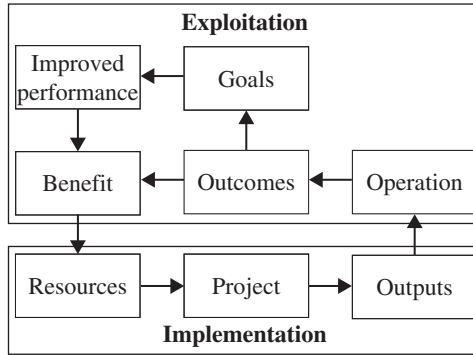 Exploitation
Improved
performance
Goals
Benefit
Outcomes
Operation
Resources
Project
Outputs
Implementation